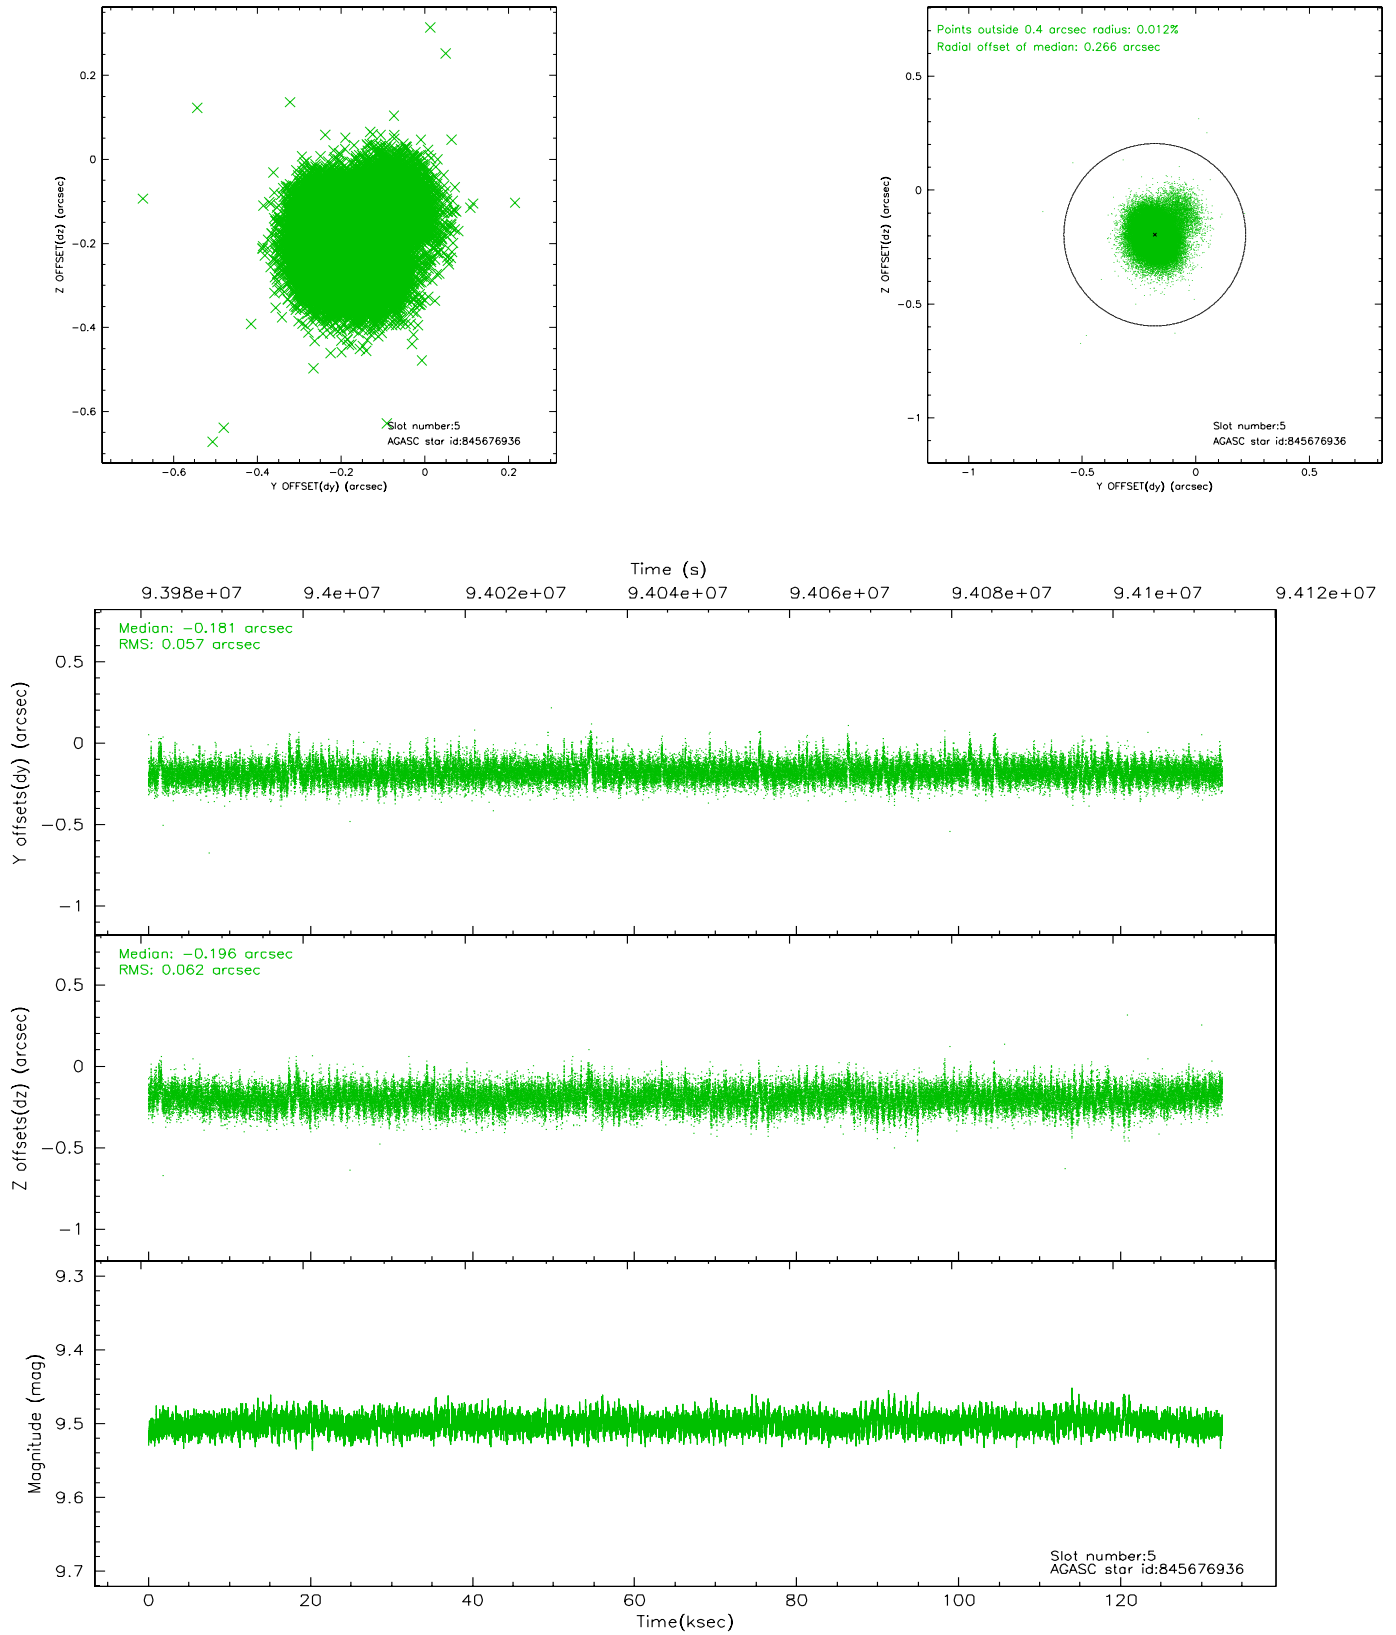 0.2
0
−0.2
−0.4
−0.6
Z OFFSET(dz) (arcsec)
Slot number:5
AGASC star id:845676936
−0.6
−0.4
−0.2
0
0.2
Y OFFSET(dy) (arcsec)
Points outside 0.4 arcsec radius: 0.012%
Radial offset of median: 0.266 arcsec
0.5
0
−0.5
−1
Z OFFSET(dz) (arcsec)
Slot number:5
AGASC star id:845676936
−1
−0.5
0
0.5
Y OFFSET(dy) (arcsec)
Time (s)
9.398e+07
9.4e+07
9.402e+07
9.404e+07
9.406e+07
9.408e+07
9.41e+07
9.412e+07
Median: −0.181 arcsec
RMS: 0.057 arcsec
0.5
0
−0.5
−1
Y offsets(dy) (arcsec)
Median: −0.196 arcsec
RMS: 0.062 arcsec
0.5
0
−0.5
−1
Z offsets(dz) (arcsec)
9.3
9.4
9.5
9.6
9.7
Magnitude (mag)
Slot number:5
AGASC star id:845676936
0
20
40
60
80
100
120
Time(ksec)